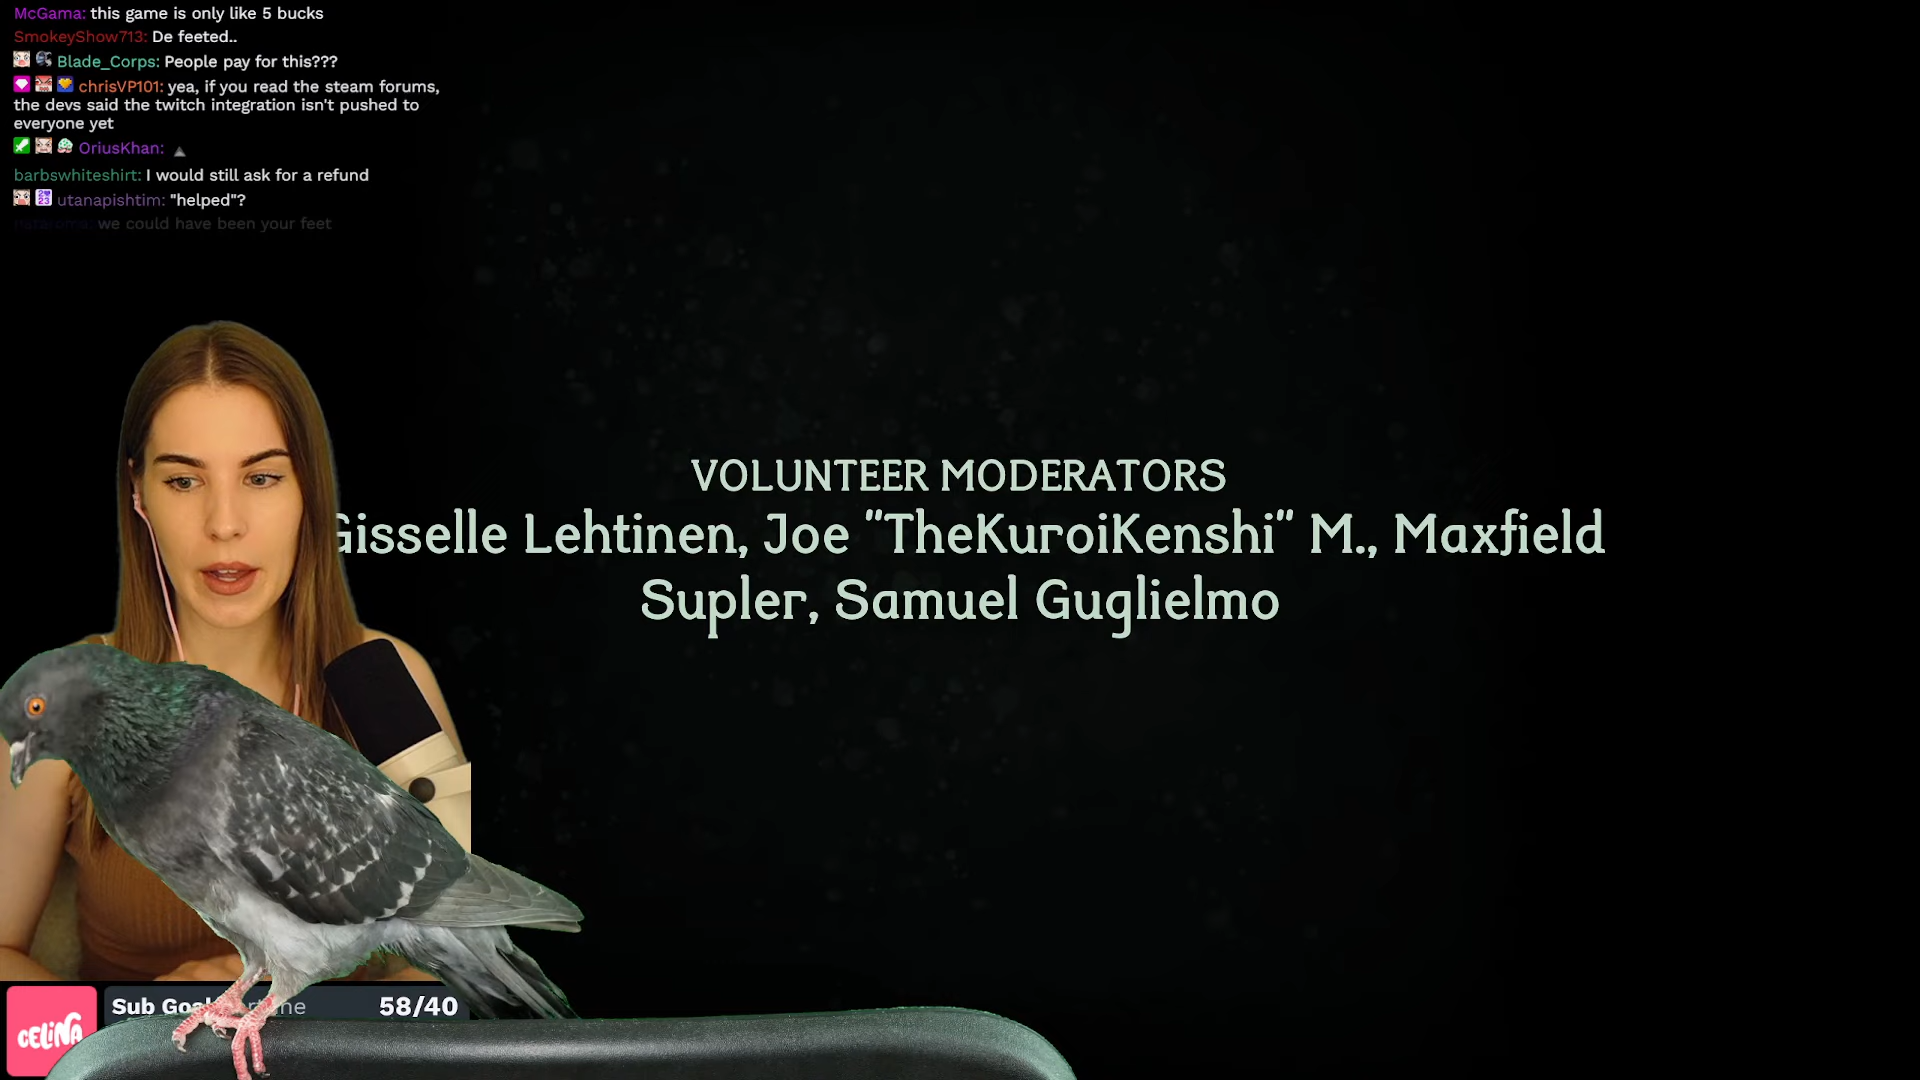 McGama: this game is only like 5 bucks
SmokeyShow713: De feeted..
Blade_Corps: People pay for this???
chrisVP101: yea, if you read the steam forums,
the devs said the twitch integration isn't pushed to
everyone yet
OriusKhan:
barbswhiteshirt: I would still ask for a refund
utanapishtim: "helped"?
we could have been your feet
VOLUNTEER MODERATORS
Gisselle Lehtinen, Joe "TheKuroiKenshi" M., Maxfield
Supler, Samuel Guglielmo
Sub Goal 58/40
CELINA